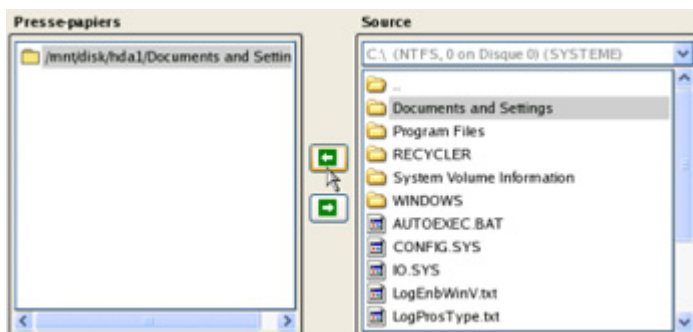 Presse-papiers
/mnt/disk/hda1/Documents and Settin
Source
C:\, (NTFS, 0 on Disque 0) (SYSTEME)
..
Documents and Settings
Program Files
RECYCLER
System Volume Information
WINDOWS
AUTOEXEC.BAT
CONFIG.SYS
IO.SYS
LogEnbWinV.txt
LogProsType.txt